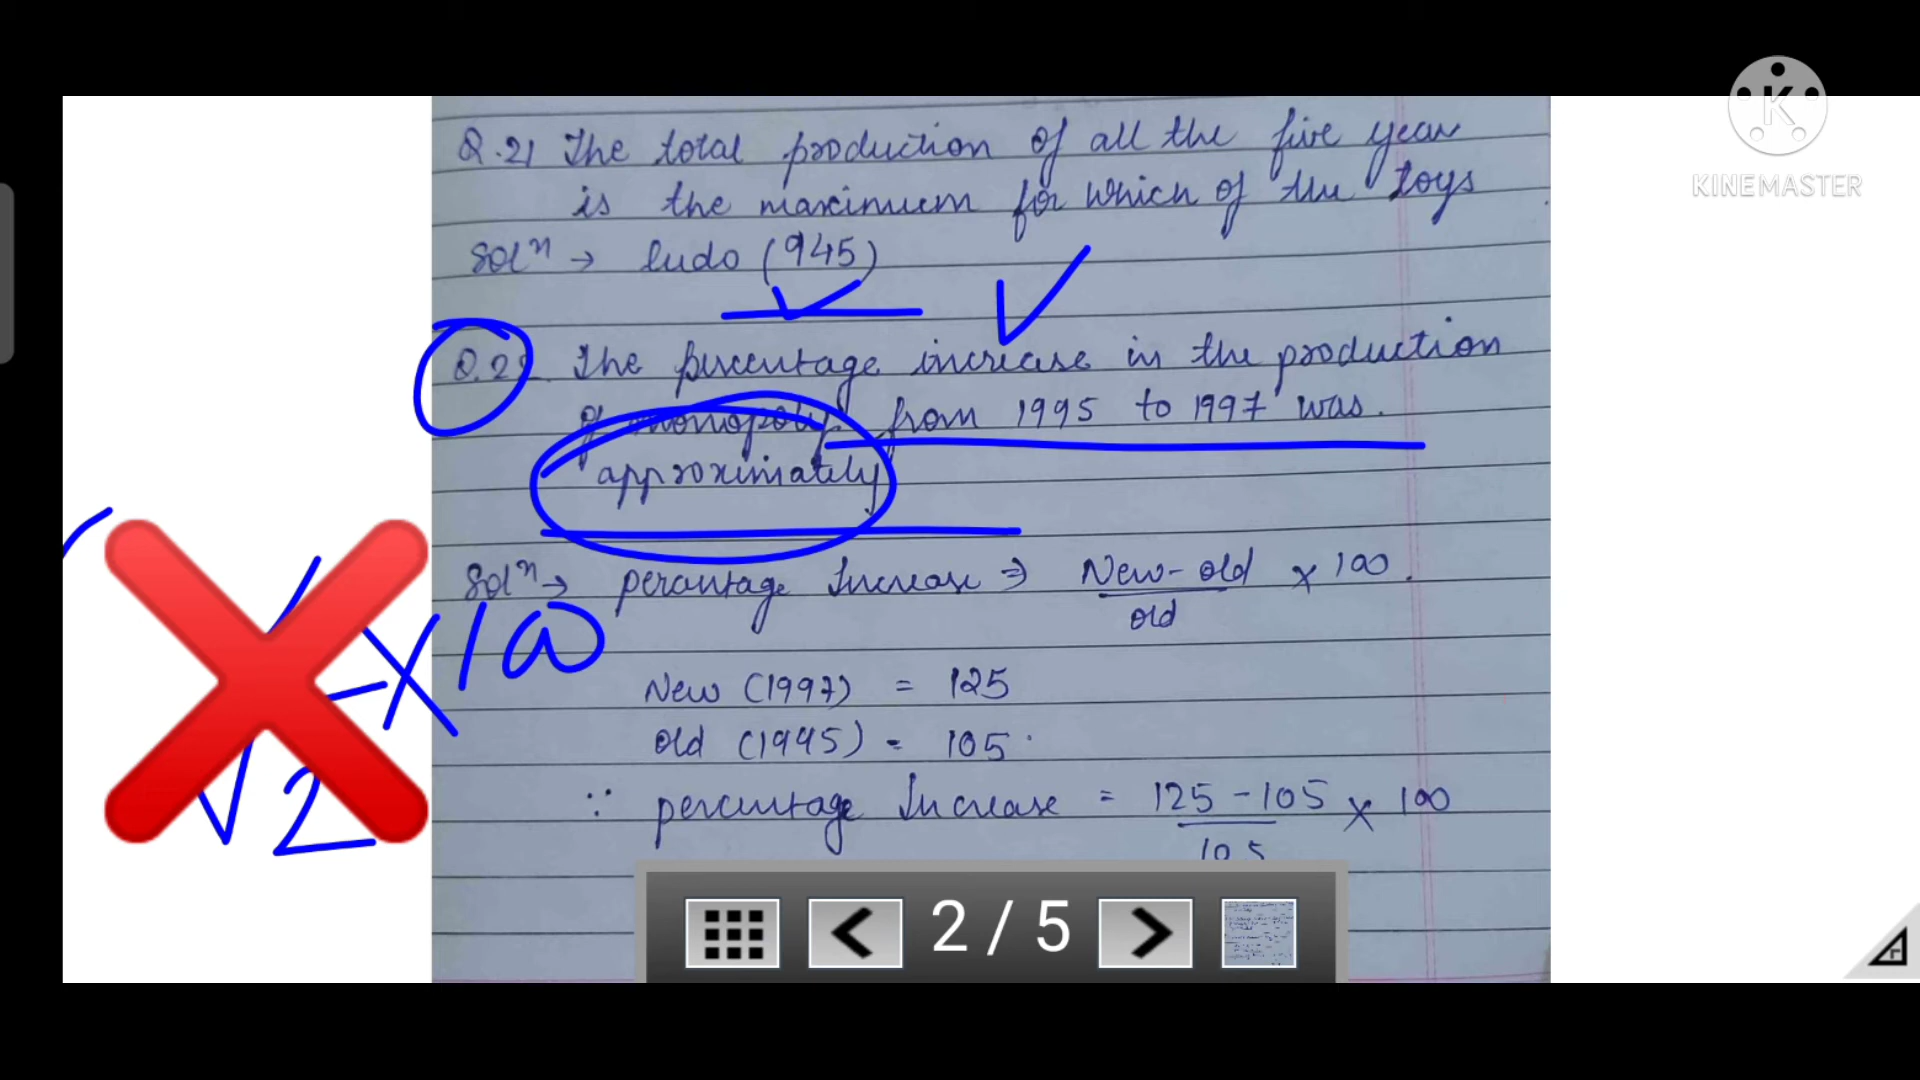 KINEMASTER
Q.21 The total production of all the five year
is the maximum for which of the toys
Solⁿ → ludo (945)
Q.22 The percentage increase in the production
of monopoly from 1995 to 1997 was.
approximately
Solⁿ → percentage Increase ⇒ New - old / old × 100.
× 100
New (1997) = 125
old (1995) = 105
∵ percentage Increase = 125 - 105 / 105 × 100
√2
2 / 5